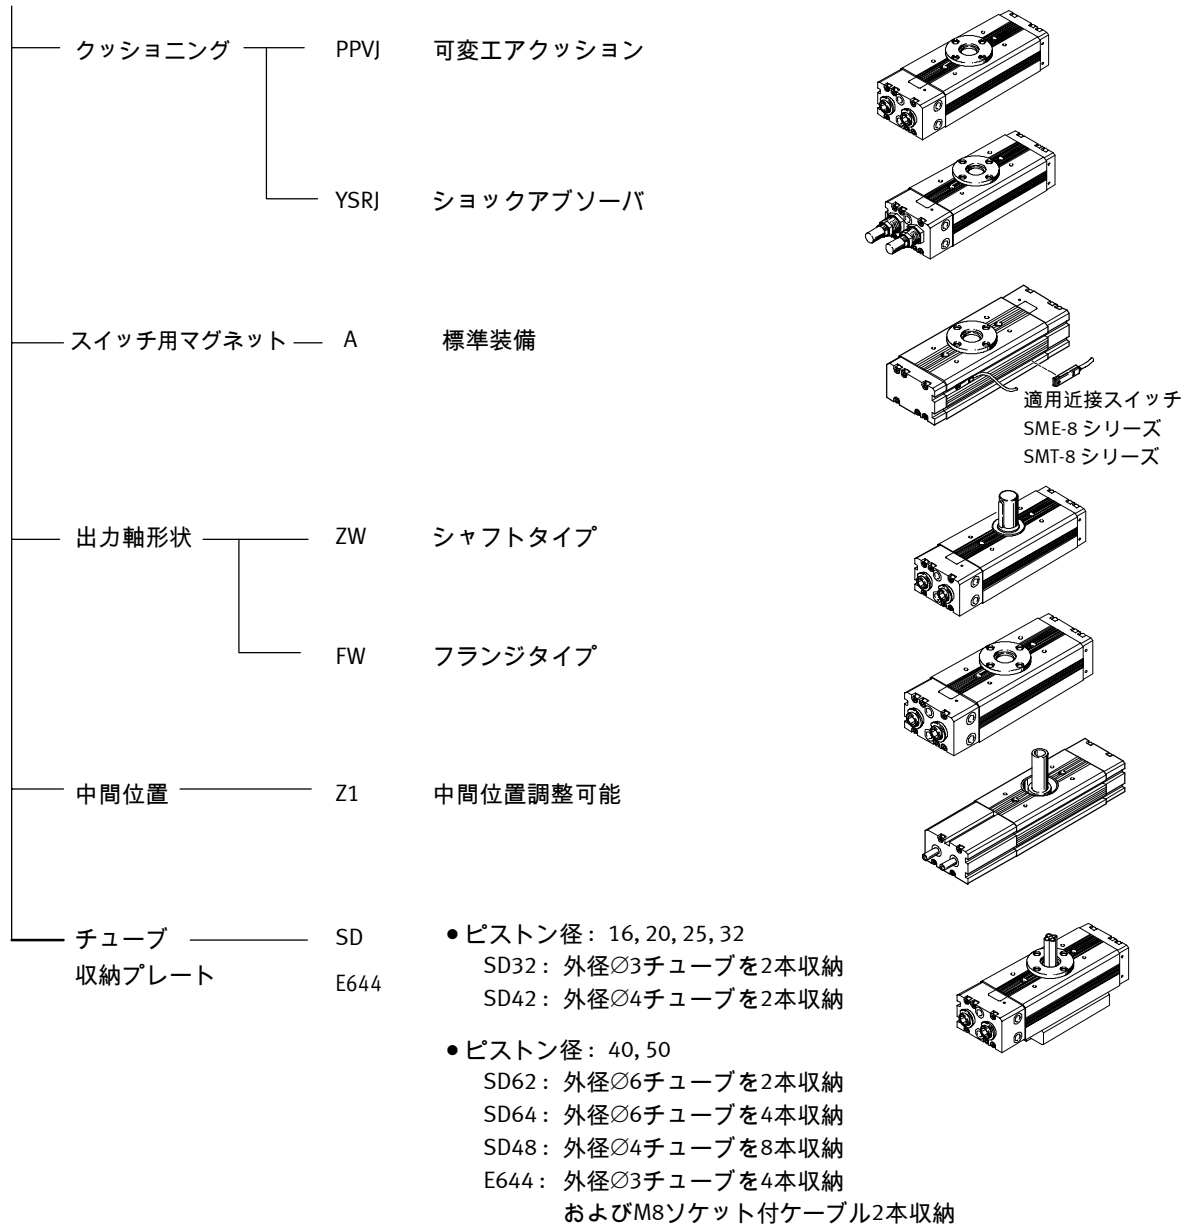 クッショニング PPVJ 可変エアクッション
YSRJ ショックアブソーバ
スイッチ用マグネット A 標準装備
適用近接スイッチ
SME-8 シリーズ
SMT-8 シリーズ
出力軸形状 ZW シャフトタイプ
FW フランジタイプ
中間位置 Z1 中間位置調整可能
チューブ SD ●ピストン径: 16, 20, 25, 32
収納プレート E644 SD32: 外径∅3チューブを2本収納
SD42: 外径∅4チューブを2本収納
●ピストン径: 40, 50
SD62: 外径∅6チューブを2本収納
SD64: 外径∅6チューブを4本収納
SD48: 外径∅4チューブを8本収納
E644: 外径∅3チューブを4本収納
およびM8ソケット付ケーブル2本収納